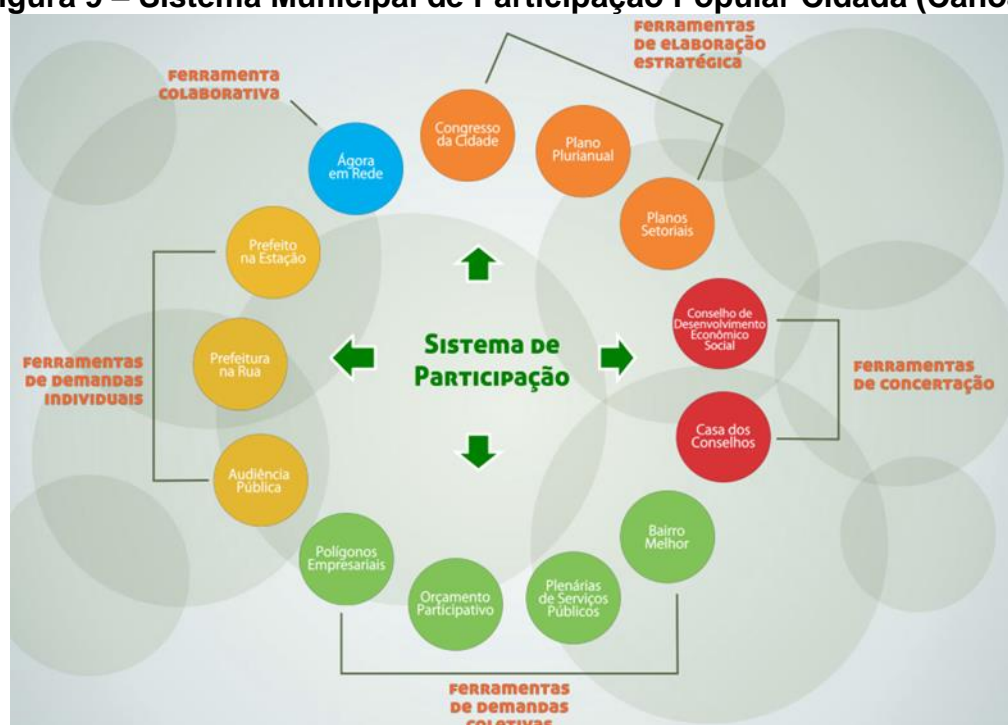 Sistema Municipal de Participação Popular Cidadã
FERRAMENTAS
DE ELABORAÇÃO
ESTRATÉGICA
FERRAMENTA
COLABORATIVA
Congresso
da Cidade
Plano
Plurianual
Ágora
em Rede
Planos
Setoriais
Prefeito
na Estação
Conselho de
Desenvolvimento
Econômico
Social
SISTEMA DE
PARTICIPAÇÃO
Prefeitura
na Rua
FERRAMENTAS
DE DEMANDAS
INDIVIDUAIS
FERRAMENTAS
DE CONCERTAÇÃO
Casa dos
Conselhos
Audiência
Pública
Bairro
Melhor
Polígonos
Empresariais
Orçamento
Participativo
Plenárias
de Serviços
Públicos
FERRAMENTAS
DE DEMANDAS
COLETIVAS